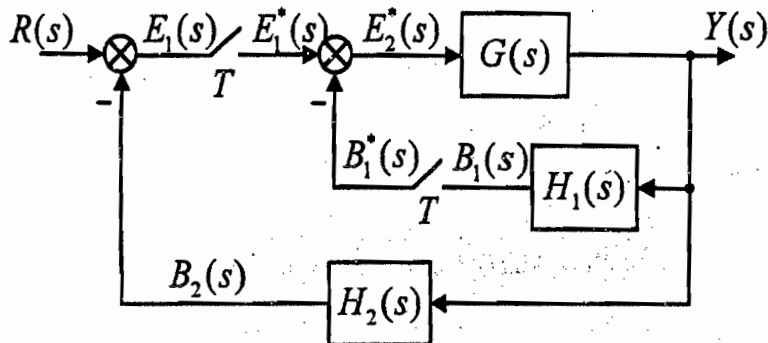 R(s) E₁(s) E₁*(s) E₂*(s) G(s) Y(s)
T
-
-
B₁*(s) B₁(s) H₁(s)
T
B₂(s) H₂(s)